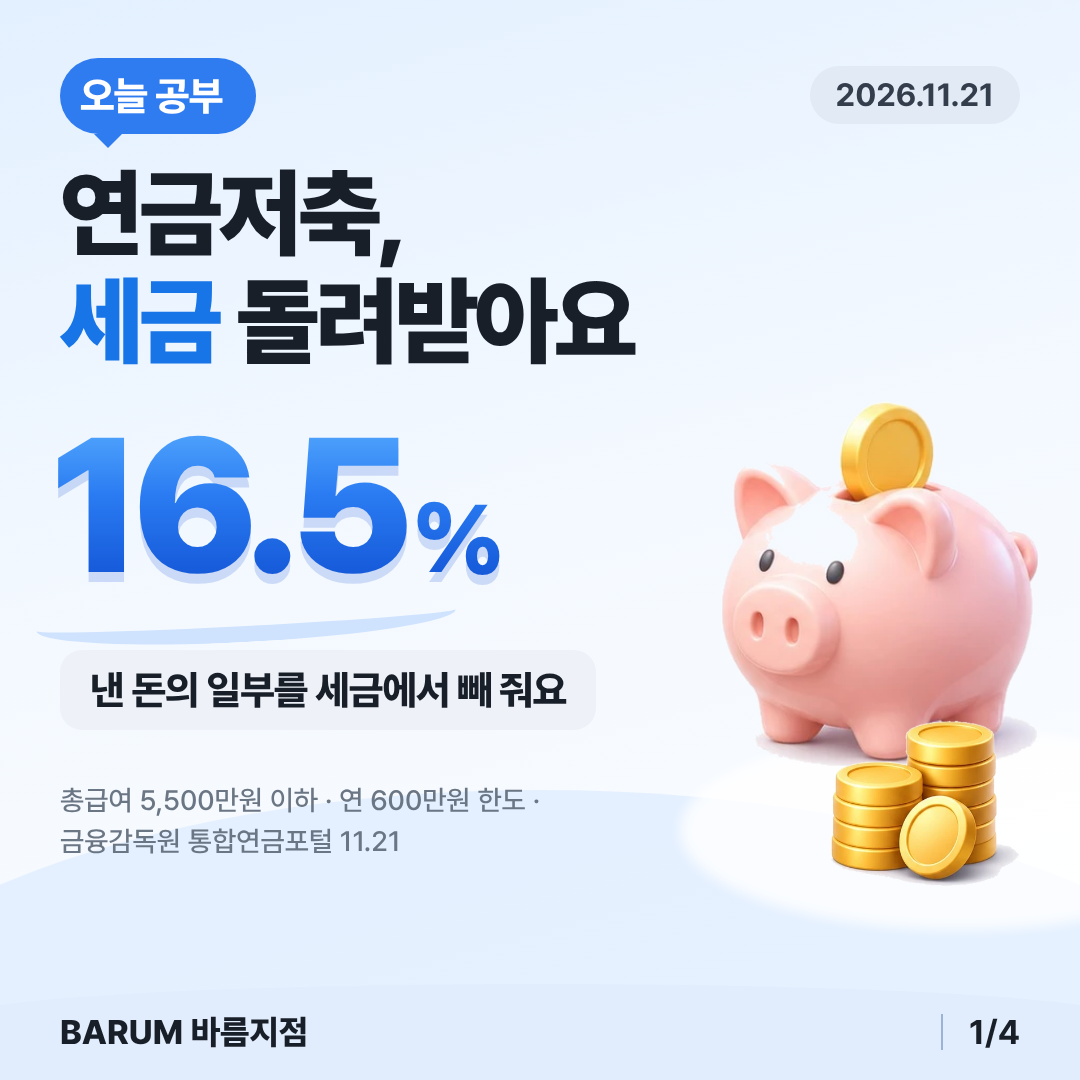 오늘 공부
2026.11.21
연금저축,
세금 돌려받아요
16.5%
낸 돈의 일부를 세금에서 빼 줘요
총급여 5,500만원 이하 · 연 600만원 한도 ·
금융감독원 통합연금포털 11.21
BARUM 바름지점
1/4